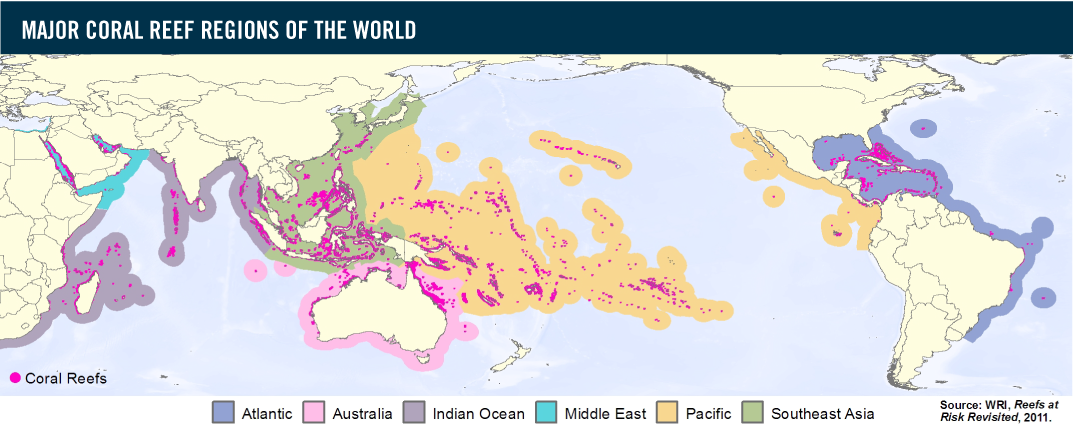 MAJOR CORAL REEF REGIONS OF THE WORLD
Coral Reefs
Atlantic
Australia
Indian Ocean
Middle East
Pacific
Southeast Asia
Source: WRI, Reefs at
Risk Revisited, 2011.